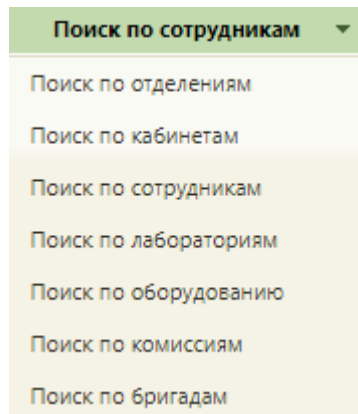 Поиск по сотрудникам
Поиск по отделениям
Поиск по кабинетам
Поиск по сотрудникам
Поиск по лабораториям
Поиск по оборудованию
Поиск по комиссиям
Поиск по бригадам